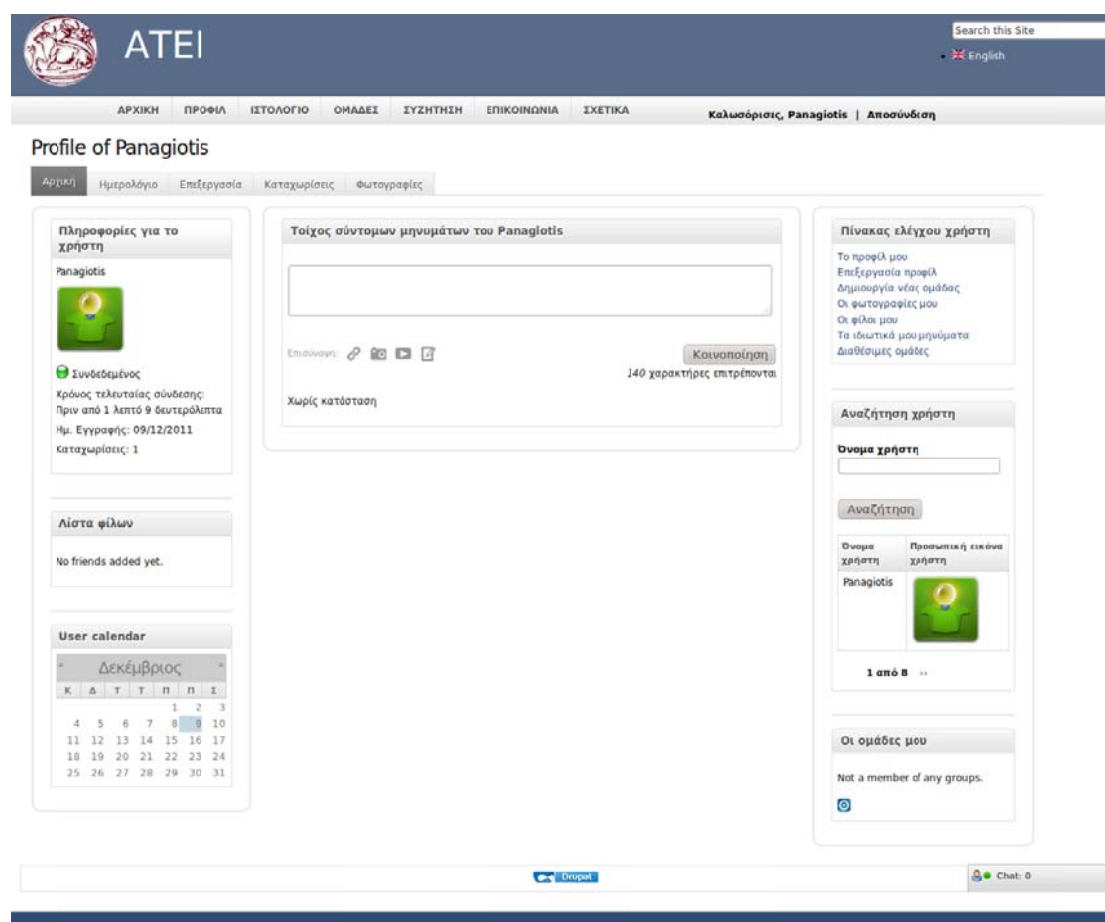 ATEI
Search this Site
English
ΑΡΧΙΚΗ ΠΡΟΦΙΛ ΙΣΤΟΛΟΓΙΟ ΟΜΑΔΕΣ ΣΥΖΗΤΗΣΗ ΕΠΙΚΟΙΝΩΝΙΑ ΣΧΕΤΙΚΑ
Καλωσόρισες, Panagiotis | Αποσύνδεση
Profile of Panagiotis
Αρχική Ημερολόγιο Επεξεργασία Καταχωρίσεις Φωτογραφίες
Πληροφορίες για το
χρήστη
Panagiotis
Συνδεδεμένος
Χρόνος τελευταίας σύνδεσης:
Πριν από 1 λεπτό 9 δευτερόλεπτα
Ημ. Εγγραφής: 09/12/2011
Καταχωρίσεις: 1
Λίστα φίλων
No friends added yet.
User calendar
« Δεκέμβριος »
Κ Δ Τ Τ Π Π Σ
1 2 3
4 5 6 7 8 9 10
11 12 13 14 15 16 17
18 19 20 21 22 23 24
25 26 27 28 29 30 31
Τοίχος σύντομων μηνυμάτων του Panagiotis
Επισύναψη:
Κοινοποίηση
140 χαρακτήρες επιτρέπονται
Χωρίς κατάσταση
Πίνακας ελέγχου χρήστη
Το προφίλ μου
Επεξεργασία προφίλ
Δημιουργία νέας ομάδας
Οι φωτογραφίες μου
Οι φίλοι μου
Τα ιδιωτικά μου μηνύματα
Διαθέσιμες ομάδες
Αναζήτηση χρήστη
Όνομα χρήστη
Αναζήτηση
Όνομα
χρήστη
Προσωπική εικόνα
χρήστη
Panagiotis
1 από 8 ››
Οι ομάδες μου
Not a member of any groups.
Drupal
Chat: 0